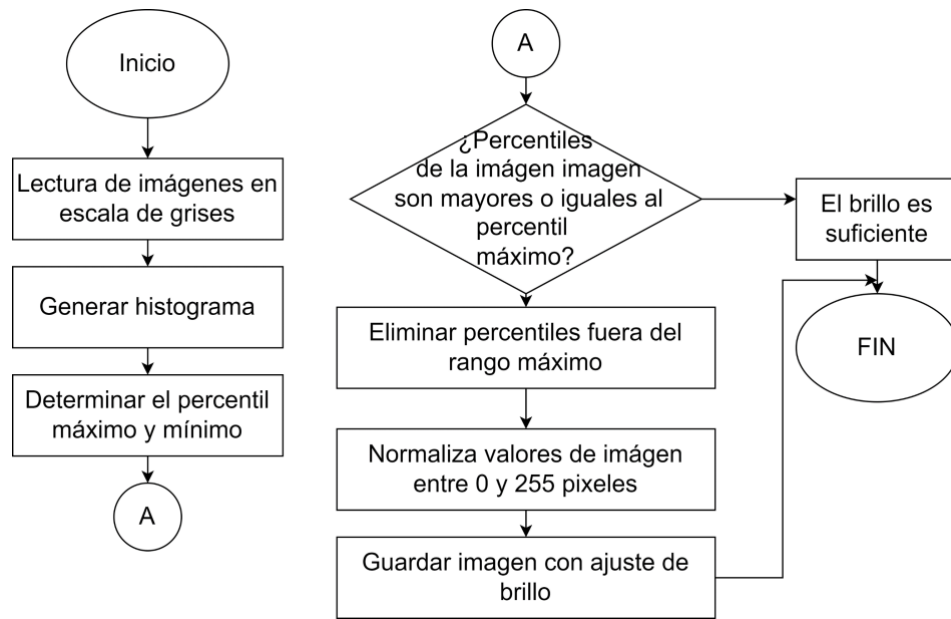 Inicio
Lectura de imágenes en
escala de grises
Generar histograma
Determinar el percentil
máximo y mínimo
A
A
¿Percentiles
de la imágen imagen
son mayores o iguales al
percentil
máximo?
El brillo es
suficiente
Eliminar percentiles fuera del
rango máximo
Normaliza valores de imágen
entre 0 y 255 pixeles
Guardar imagen con ajuste de
brillo
FIN